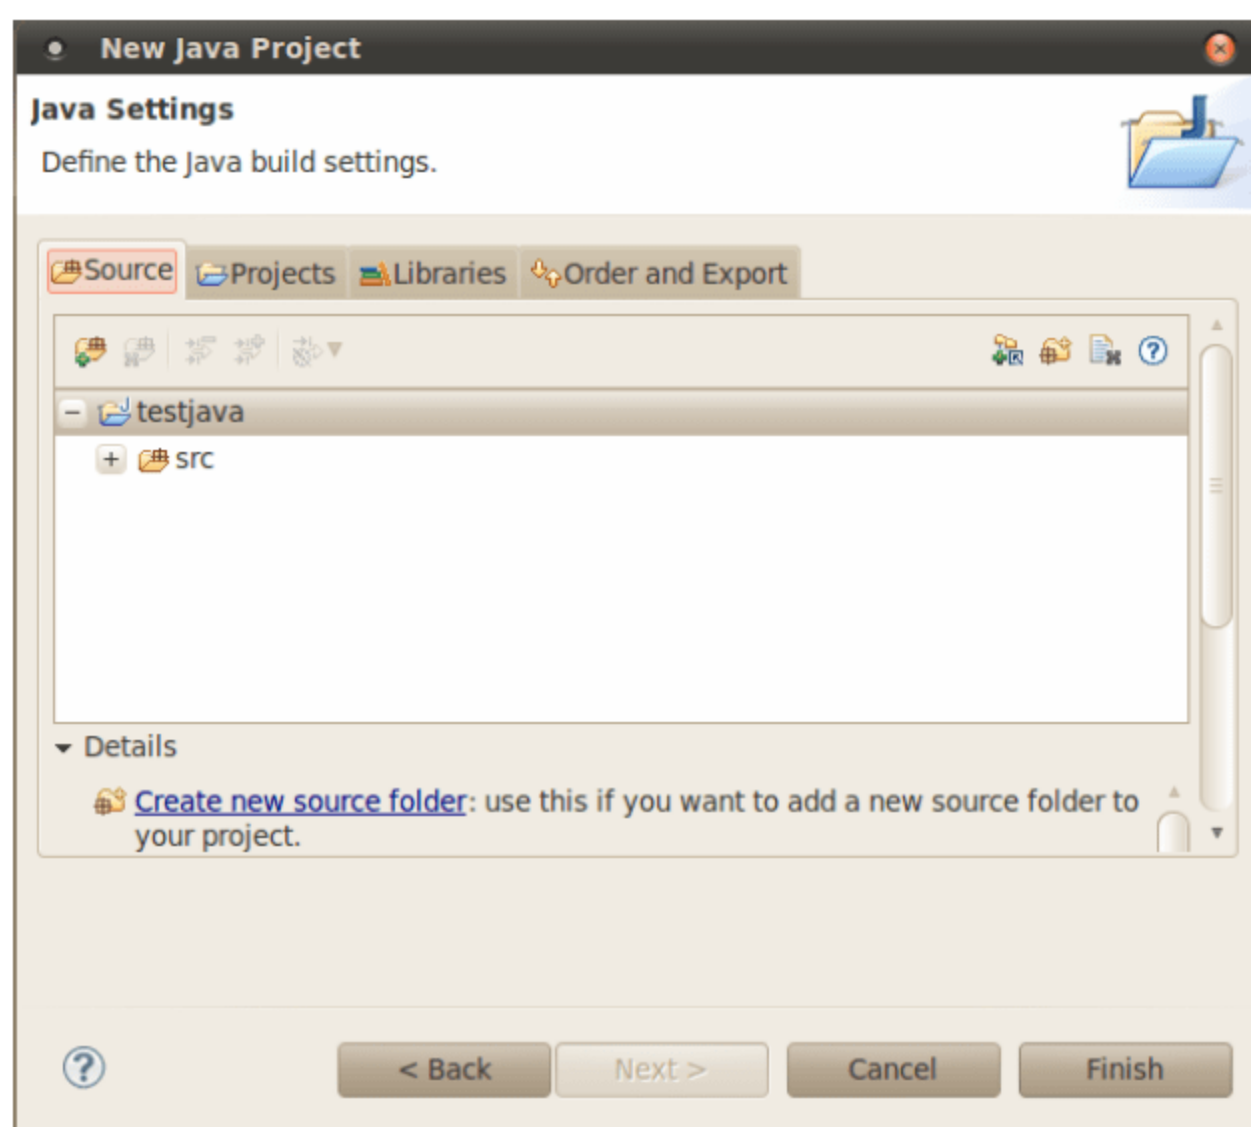 New Java Project
Java Settings
Define the Java build settings.
Source Projects Libraries Order and Export
testjava
src
Details
Create new source folder: use this if you want to add a new source folder to
your project.
< Back Next > Cancel Finish